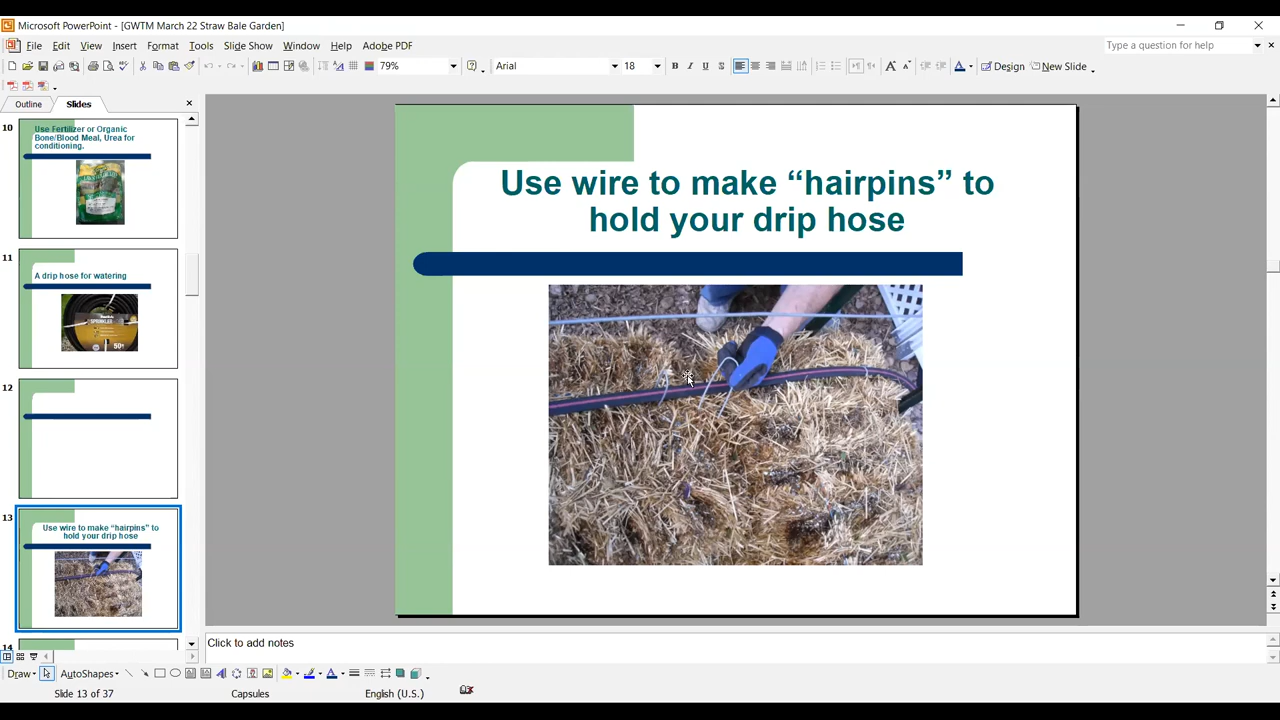 Microsoft PowerPoint - [GWTM March 22 Straw Bale Garden]
File Edit View Insert Format Tools Slide Show Window Help Adobe PDF
Type a question for help
79% Arial 18 Design New Slide
Outline Slides
10
Use Fertilizer or Organic
Bone/Blood Meal, Urea for
conditioning.
11
A drip hose for watering
SPRINKLER
50
12
13
Use wire to make “hairpins” to
hold your drip hose
14
Use wire to make “hairpins” to
hold your drip hose
Click to add notes
Draw AutoShapes
Slide 13 of 37 Capsules English (U.S.)